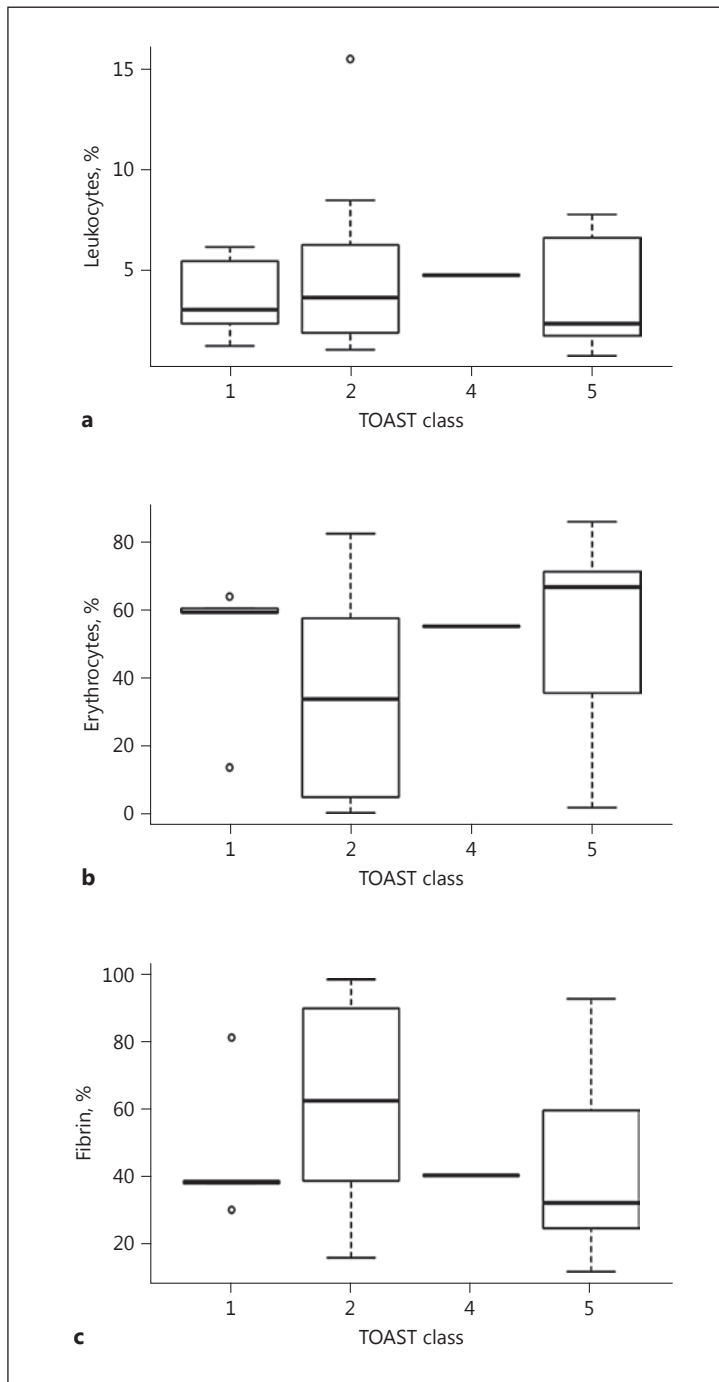 15
10
5
Leukocytes, %
1 2 4 5
a TOAST class
80
60
40
20
0
Erythrocytes, %
1 2 4 5
b TOAST class
100
80
60
40
20
Fibrin, %
1 2 4 5
c TOAST class